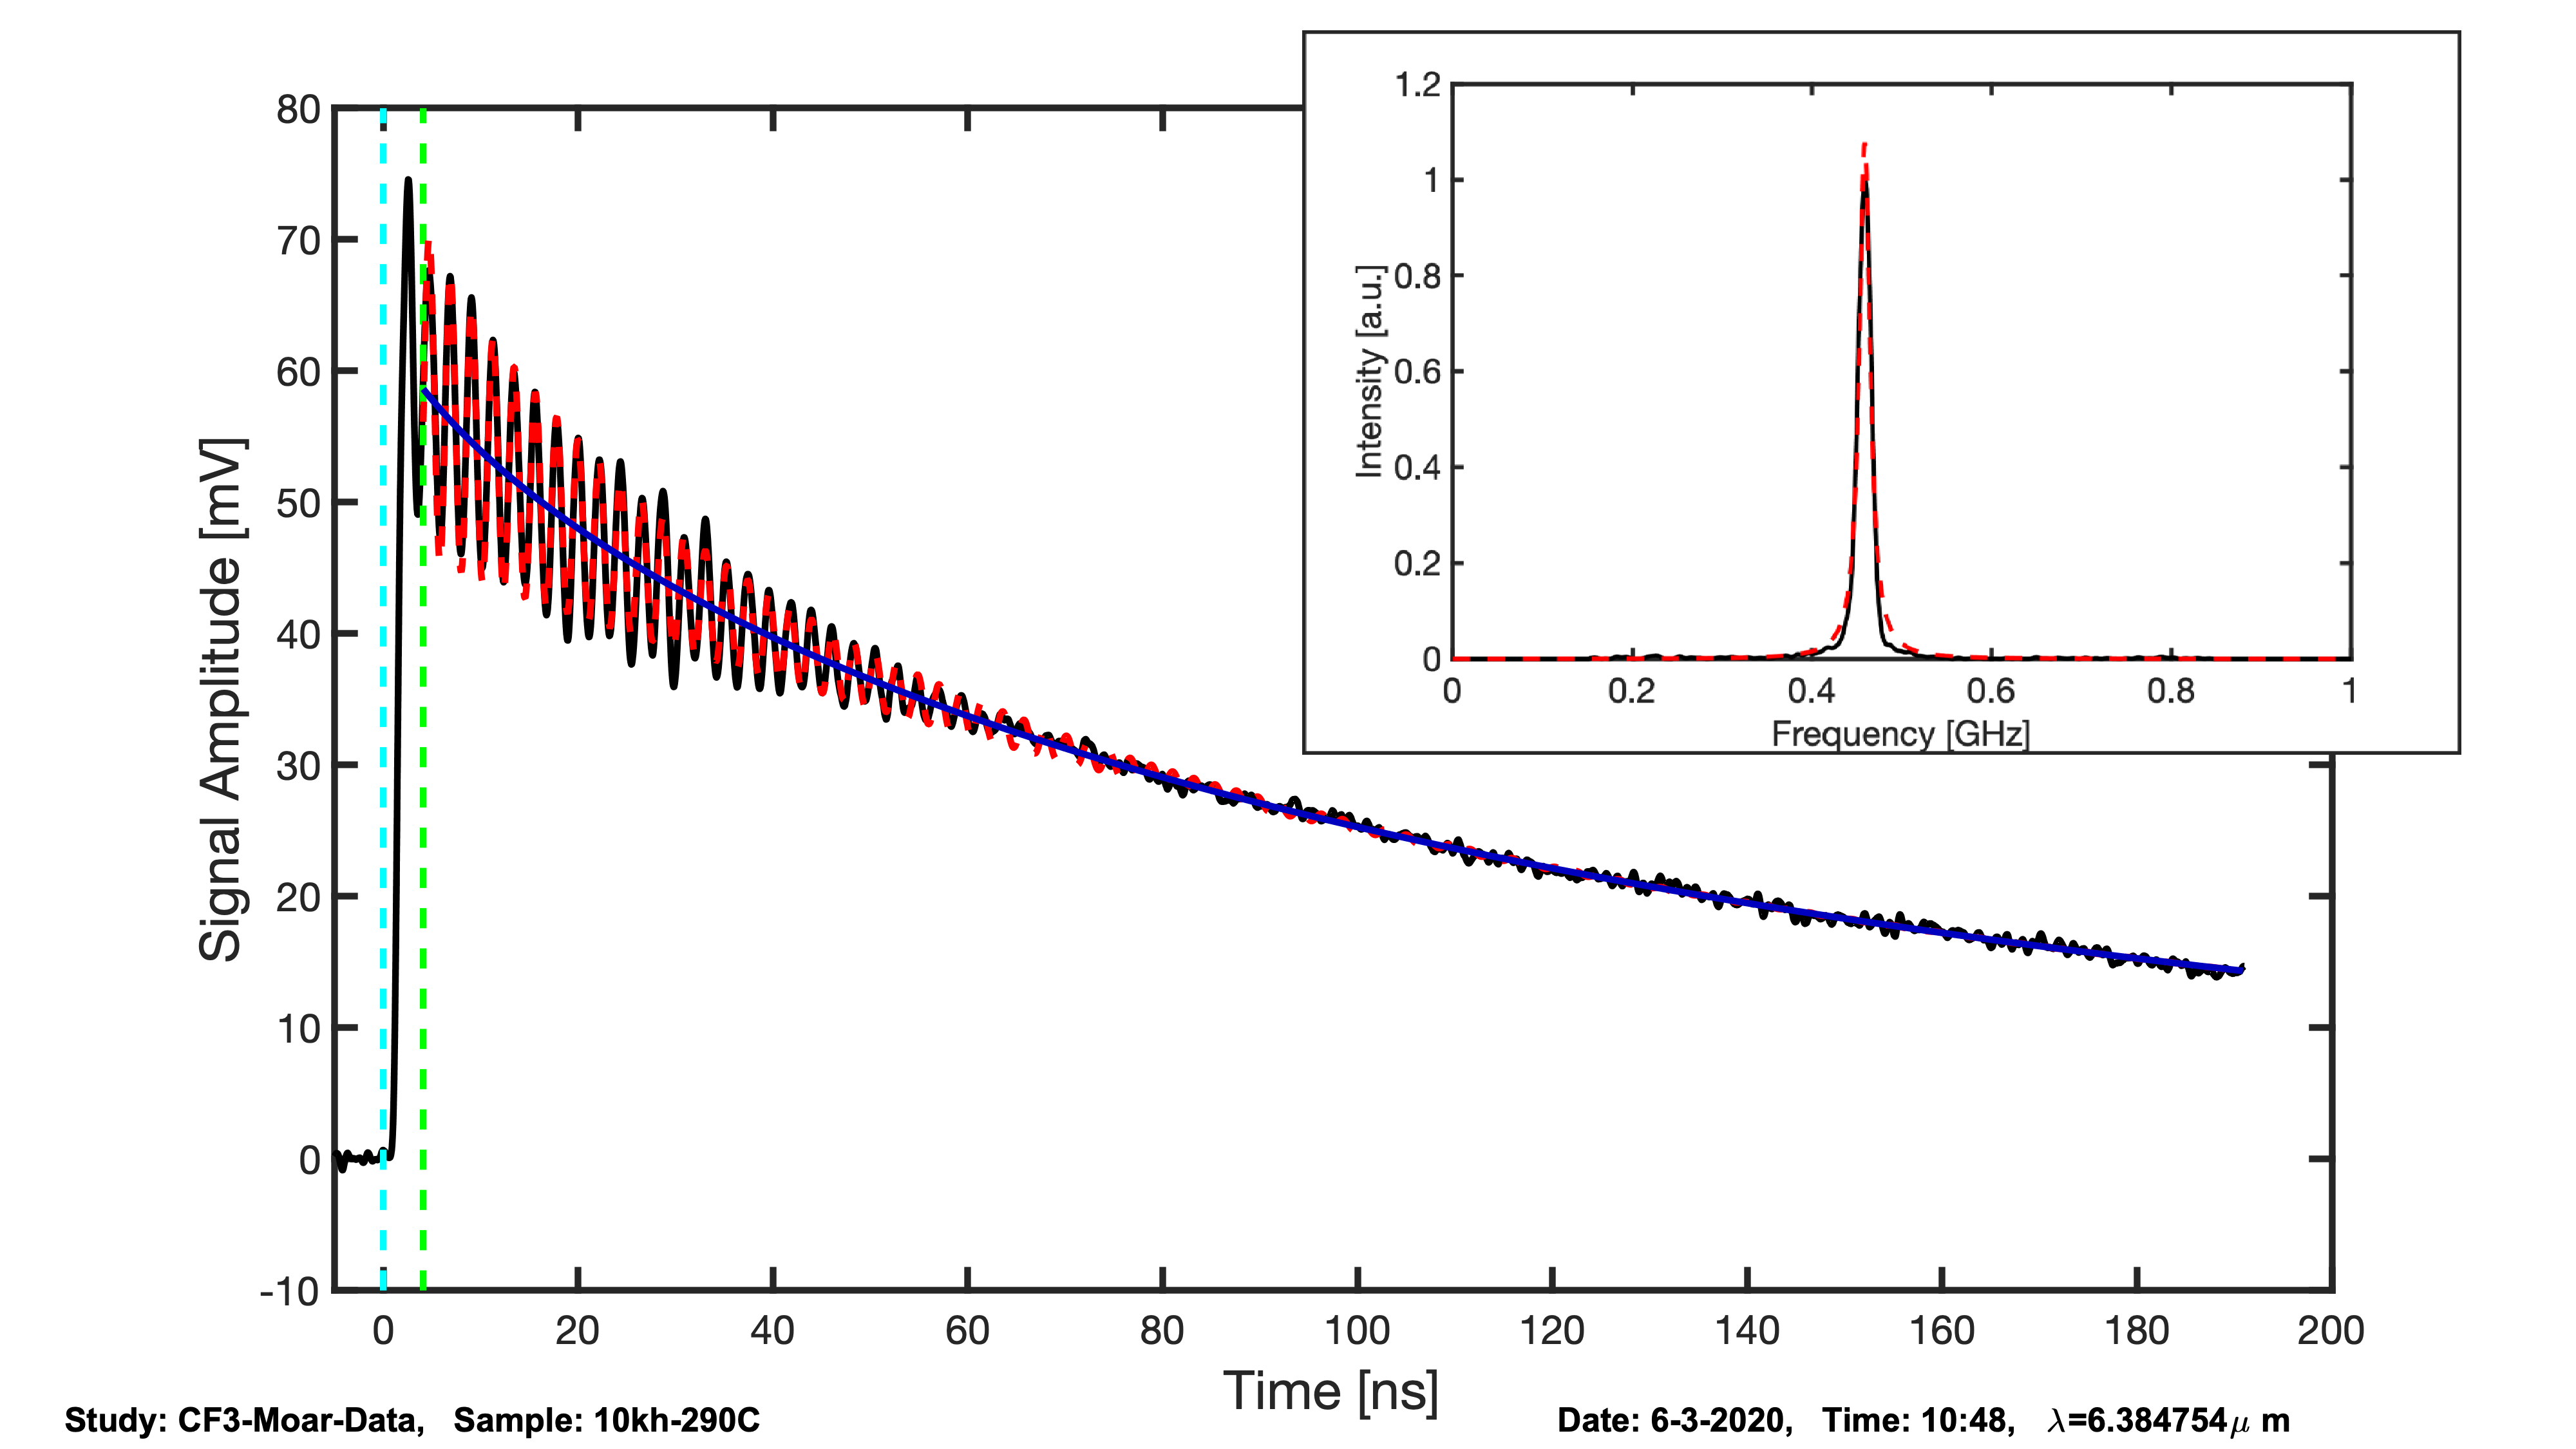 80
70
60
50
40
30
20
10
0
-10
Signal Amplitude [mV]
0 20 40 60 80 100 120 140 160 180 200
Time [ns]
1.2
1
0.8
0.6
0.4
0.2
0
Intensity [a.u.]
0 0.2 0.4 0.6 0.8 1
Frequency [GHz]
Study: CF3-Moar-Data, Sample: 10kh-290C
Date: 6-3-2020, Time: 10:48, λ=6.384754μ m